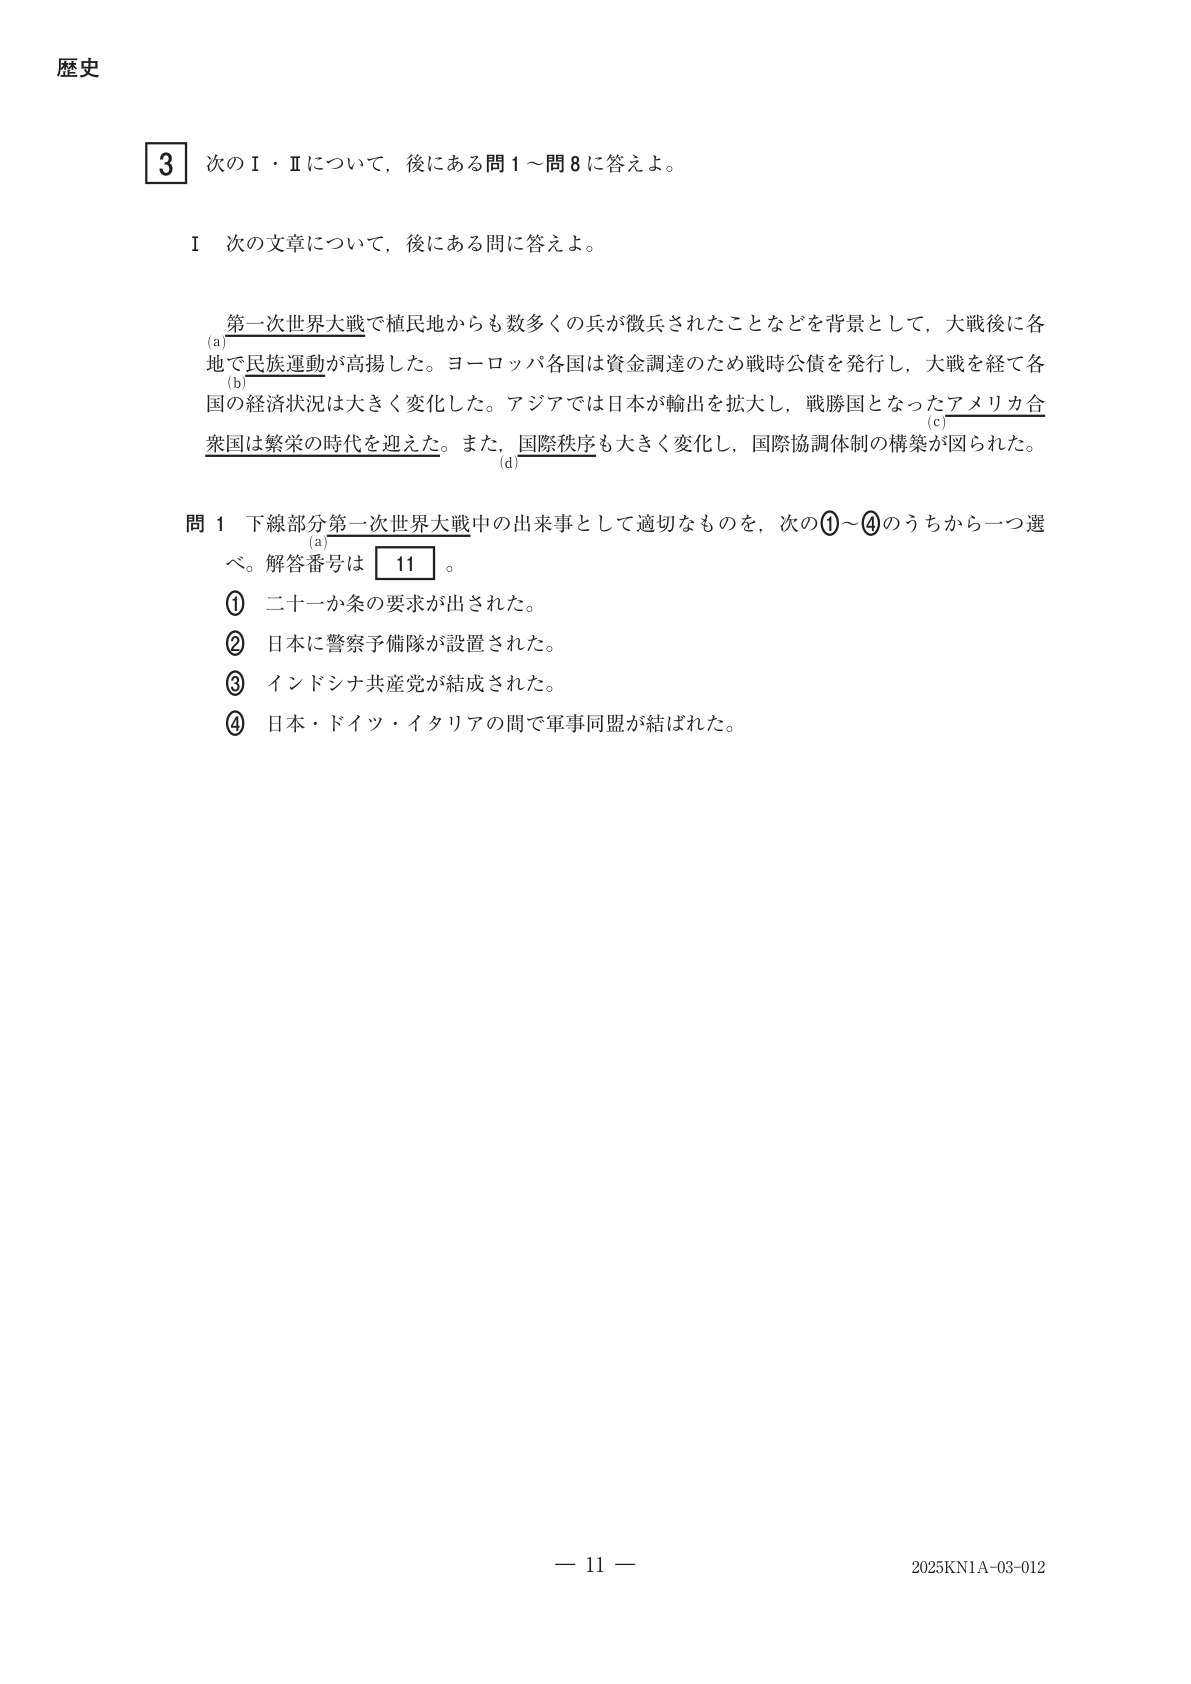 歴史
3 次のⅠ・Ⅱについて，後にある問1～問8に答えよ。
Ⅰ 次の文章について，後にある問に答えよ。
第一次世界大戦で植民地からも数多くの兵が徴兵されたことなどを背景として，大戦後に各
(a)
地で民族運動が高揚した。ヨーロッパ各国は資金調達のため戦時公債を発行し，大戦を経て各
(b)
国の経済状況は大きく変化した。アジアでは日本が輸出を拡大し，戦勝国となったアメリカ合
(c)
衆国は繁栄の時代を迎えた。また，国際秩序も大きく変化し，国際協調体制の構築が図られた。
(d)
問1 下線部分第一次世界大戦中の出来事として適切なものを，次の①～④のうちから一つ選
(a)
べ。解答番号は 11 。
① 二十一か条の要求が出された。
② 日本に警察予備隊が設置された。
③ インドシナ共産党が結成された。
④ 日本・ドイツ・イタリアの間で軍事同盟が結ばれた。
― 11 ―
2025KN1A-03-012